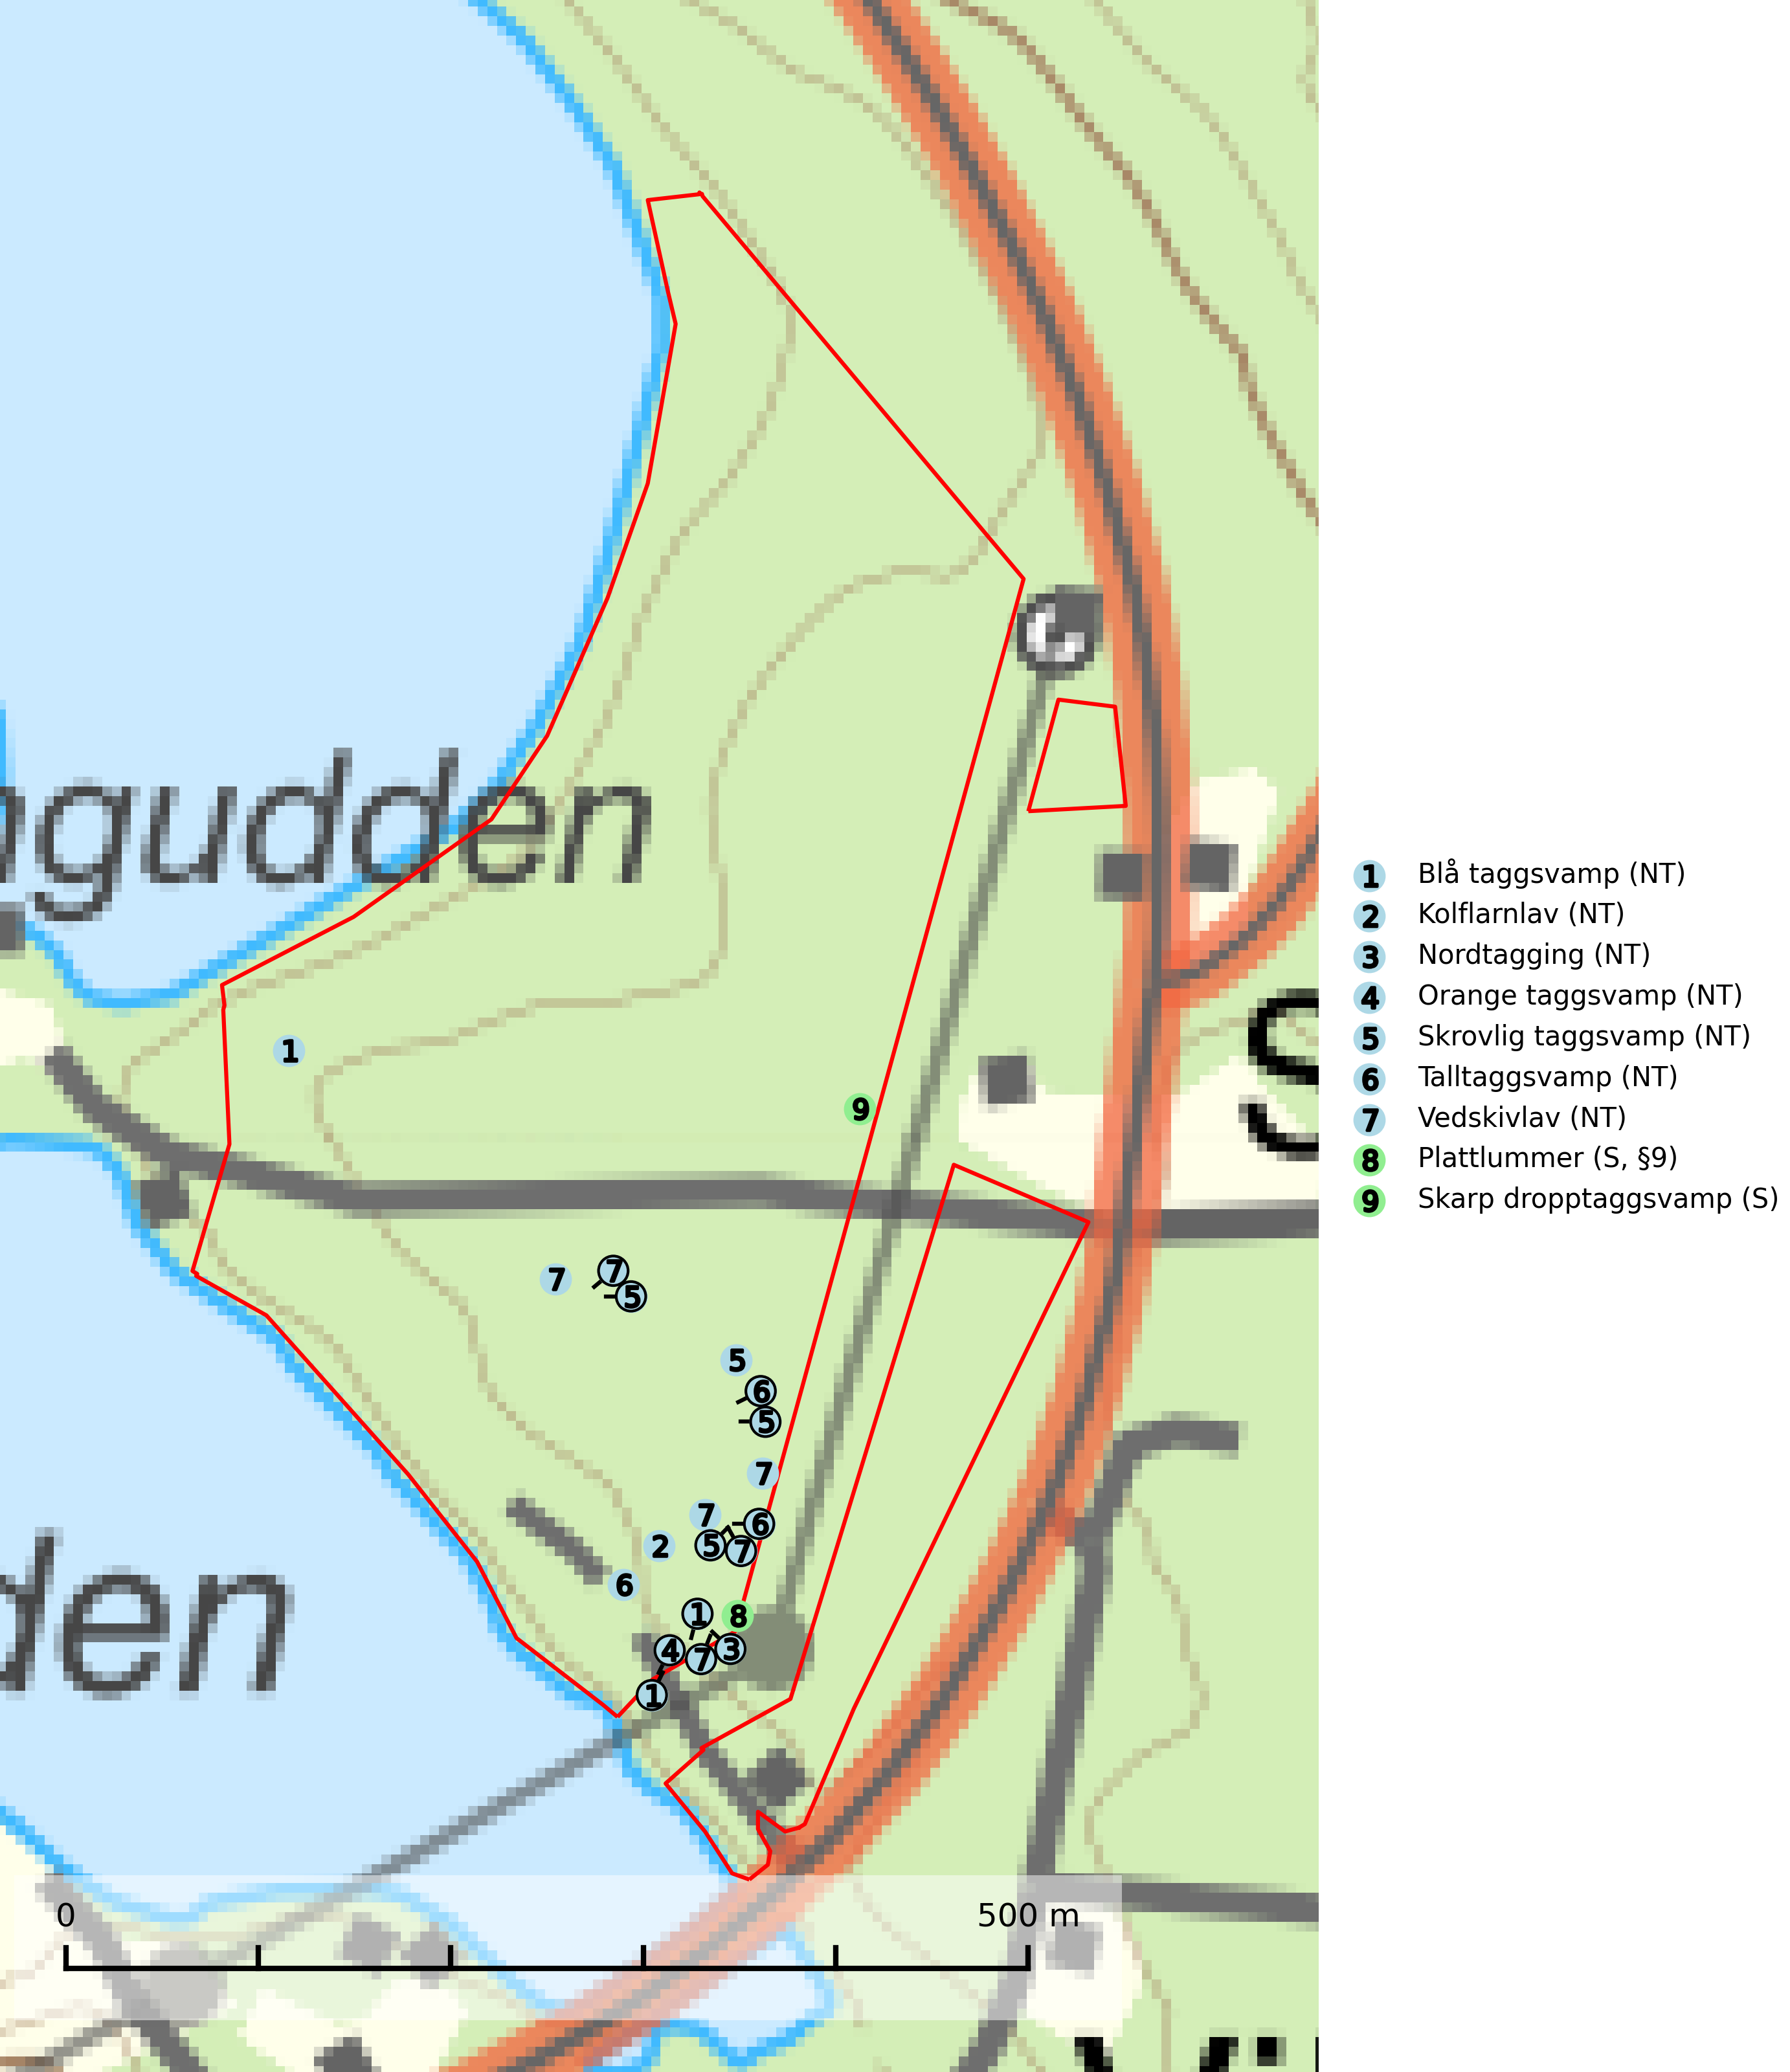 gudden
1
9
7
7
5
5
6
5
7
7
6
2
5
7
6
1
8
4
7
3
1
den
0
500 m
1 Blå taggsvamp (NT)
2 Kolflarnlav (NT)
3 Nordtagging (NT)
4 Orange taggsvamp (NT)
5 Skrovlig taggsvamp (NT)
6 Talltaggsvamp (NT)
7 Vedskivlav (NT)
8 Plattlummer (S, §9)
9 Skarp dropptaggsvamp (S)